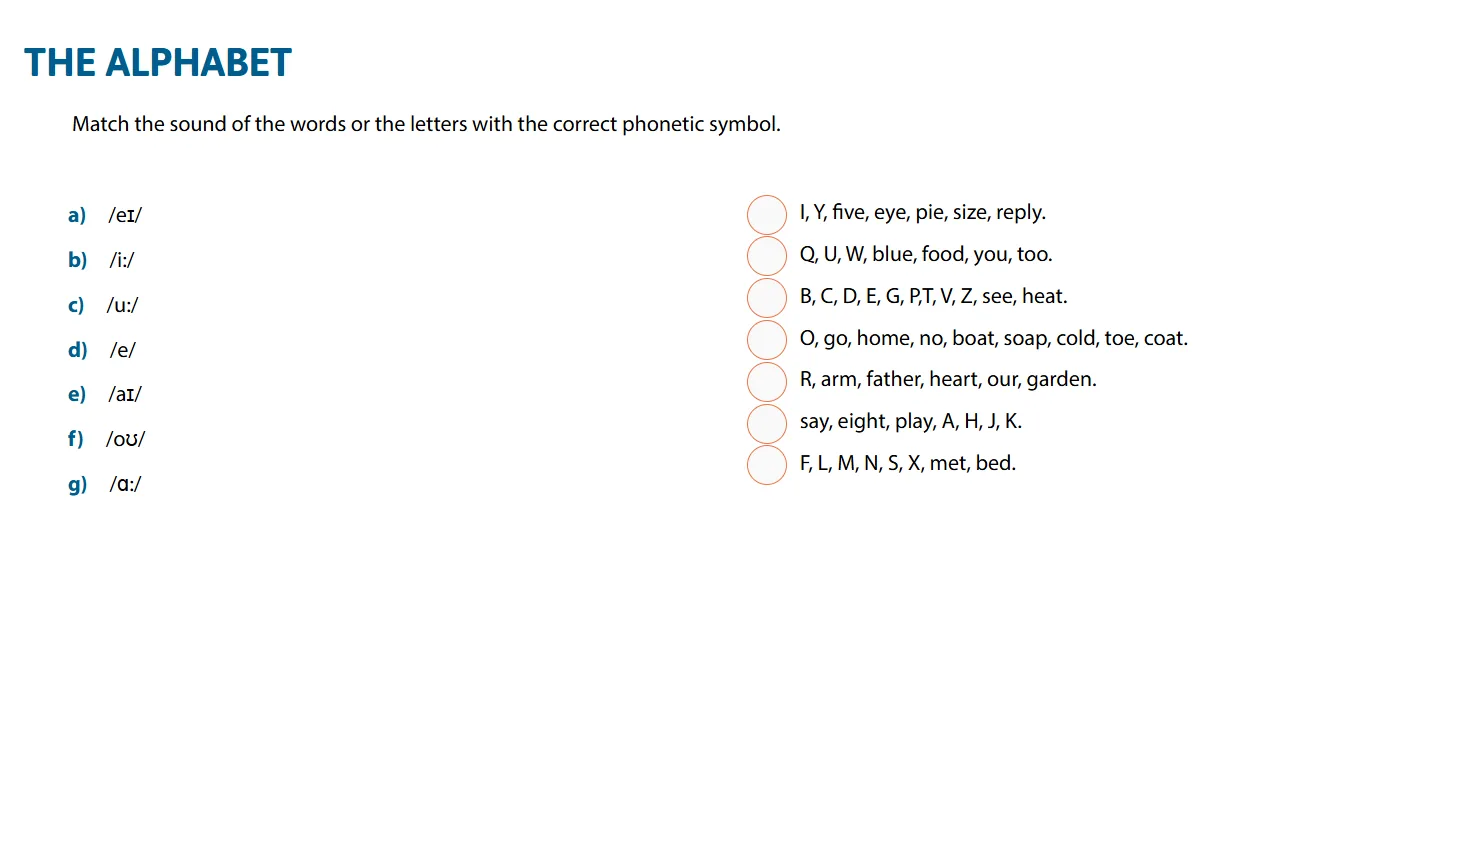 THE ALPHABET
Match the sound of the words or the letters with the correct phonetic symbol.
a) /eɪ/
b) /i:/
c) /u:/
d) /e/
e) /aɪ/
f) /oʊ/
g) /ɑ:/
I, Y, five, eye, pie, size, reply.
Q, U, W, blue, food, you, too.
B, C, D, E, G, P,T, V, Z, see, heat.
O, go, home, no, boat, soap, cold, toe, coat.
R, arm, father, heart, our, garden.
say, eight, play, A, H, J, K.
F, L, M, N, S, X, met, bed.